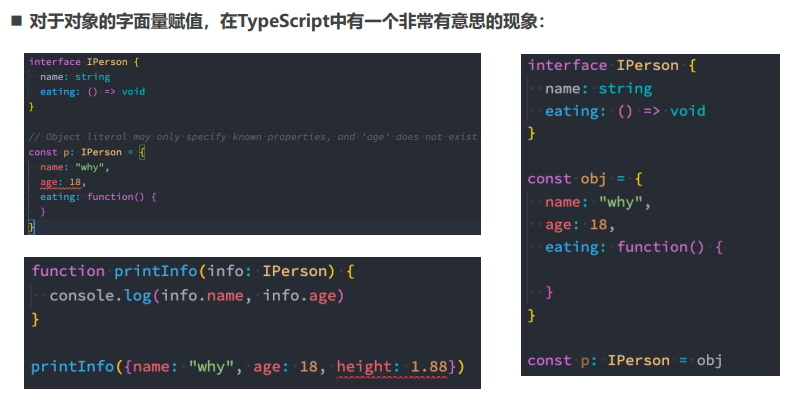 ■ 对于对象的字面量赋值，在TypeScript中有一个非常有意思的现象：
interface IPerson {
name: string
eating: () => void
}
// Object literal may only specify known properties, and 'age' does not exist
const p: IPerson = {
name: "why",
age: 18,
eating: function() {
}
}
function printInfo(info: IPerson) {
console.log(info.name, info.age)
}
printInfo({name: "why", age: 18, height: 1.88})
interface IPerson {
name: string
eating: () => void
}
const obj = {
name: "why",
age: 18,
eating: function() {
}
}
const p: IPerson = obj